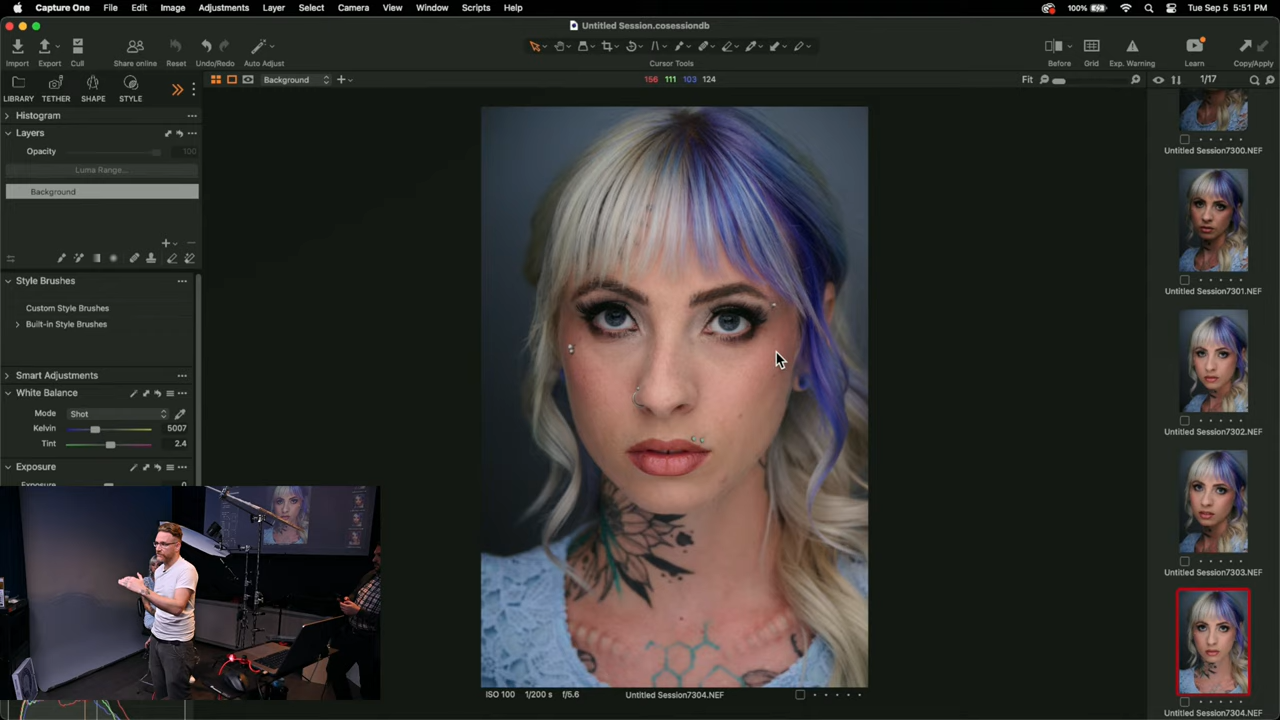 Capture One File Edit Image Adjustments Layer Select Camera View Window Scripts Help 100% Tue Sep 5 5:51 PM
Untitled Session.cosessiondb
Import Export Cull Share online Reset Undo/Redo Auto Adjust Cursor Tools Before Grid Exp. Warning Learn Copy/Apply
LIBRARY TETHER SHAPE STYLE
Background
156 111 103 124
Fit
1/17
Histogram
Layers
Opacity 100
Luma Range...
Background
Style Brushes
Custom Style Brushes
Built-in Style Brushes
Smart Adjustments
White Balance
Mode Shot
Kelvin 5007
Tint 2.4
Exposure
Exposure 0
ISO 100 1/200 s f/5.6 Untitled Session7304.NEF
Untitled Session7300.NEF
Untitled Session7301.NEF
Untitled Session7302.NEF
Untitled Session7303.NEF
Untitled Session7304.NEF